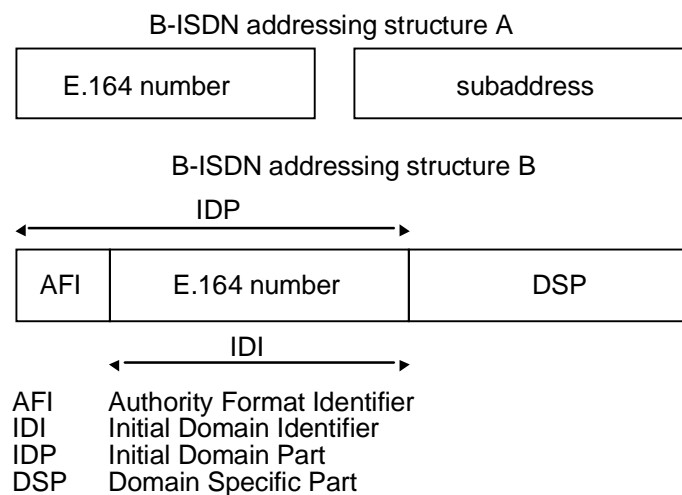 B-ISDN addressing structure A
E.164 number subaddress
B-ISDN addressing structure B
IDP
AFI E.164 number DSP
IDI
AFI Authority Format Identifier
IDI Initial Domain Identifier
IDP Initial Domain Part
DSP Domain Specific Part